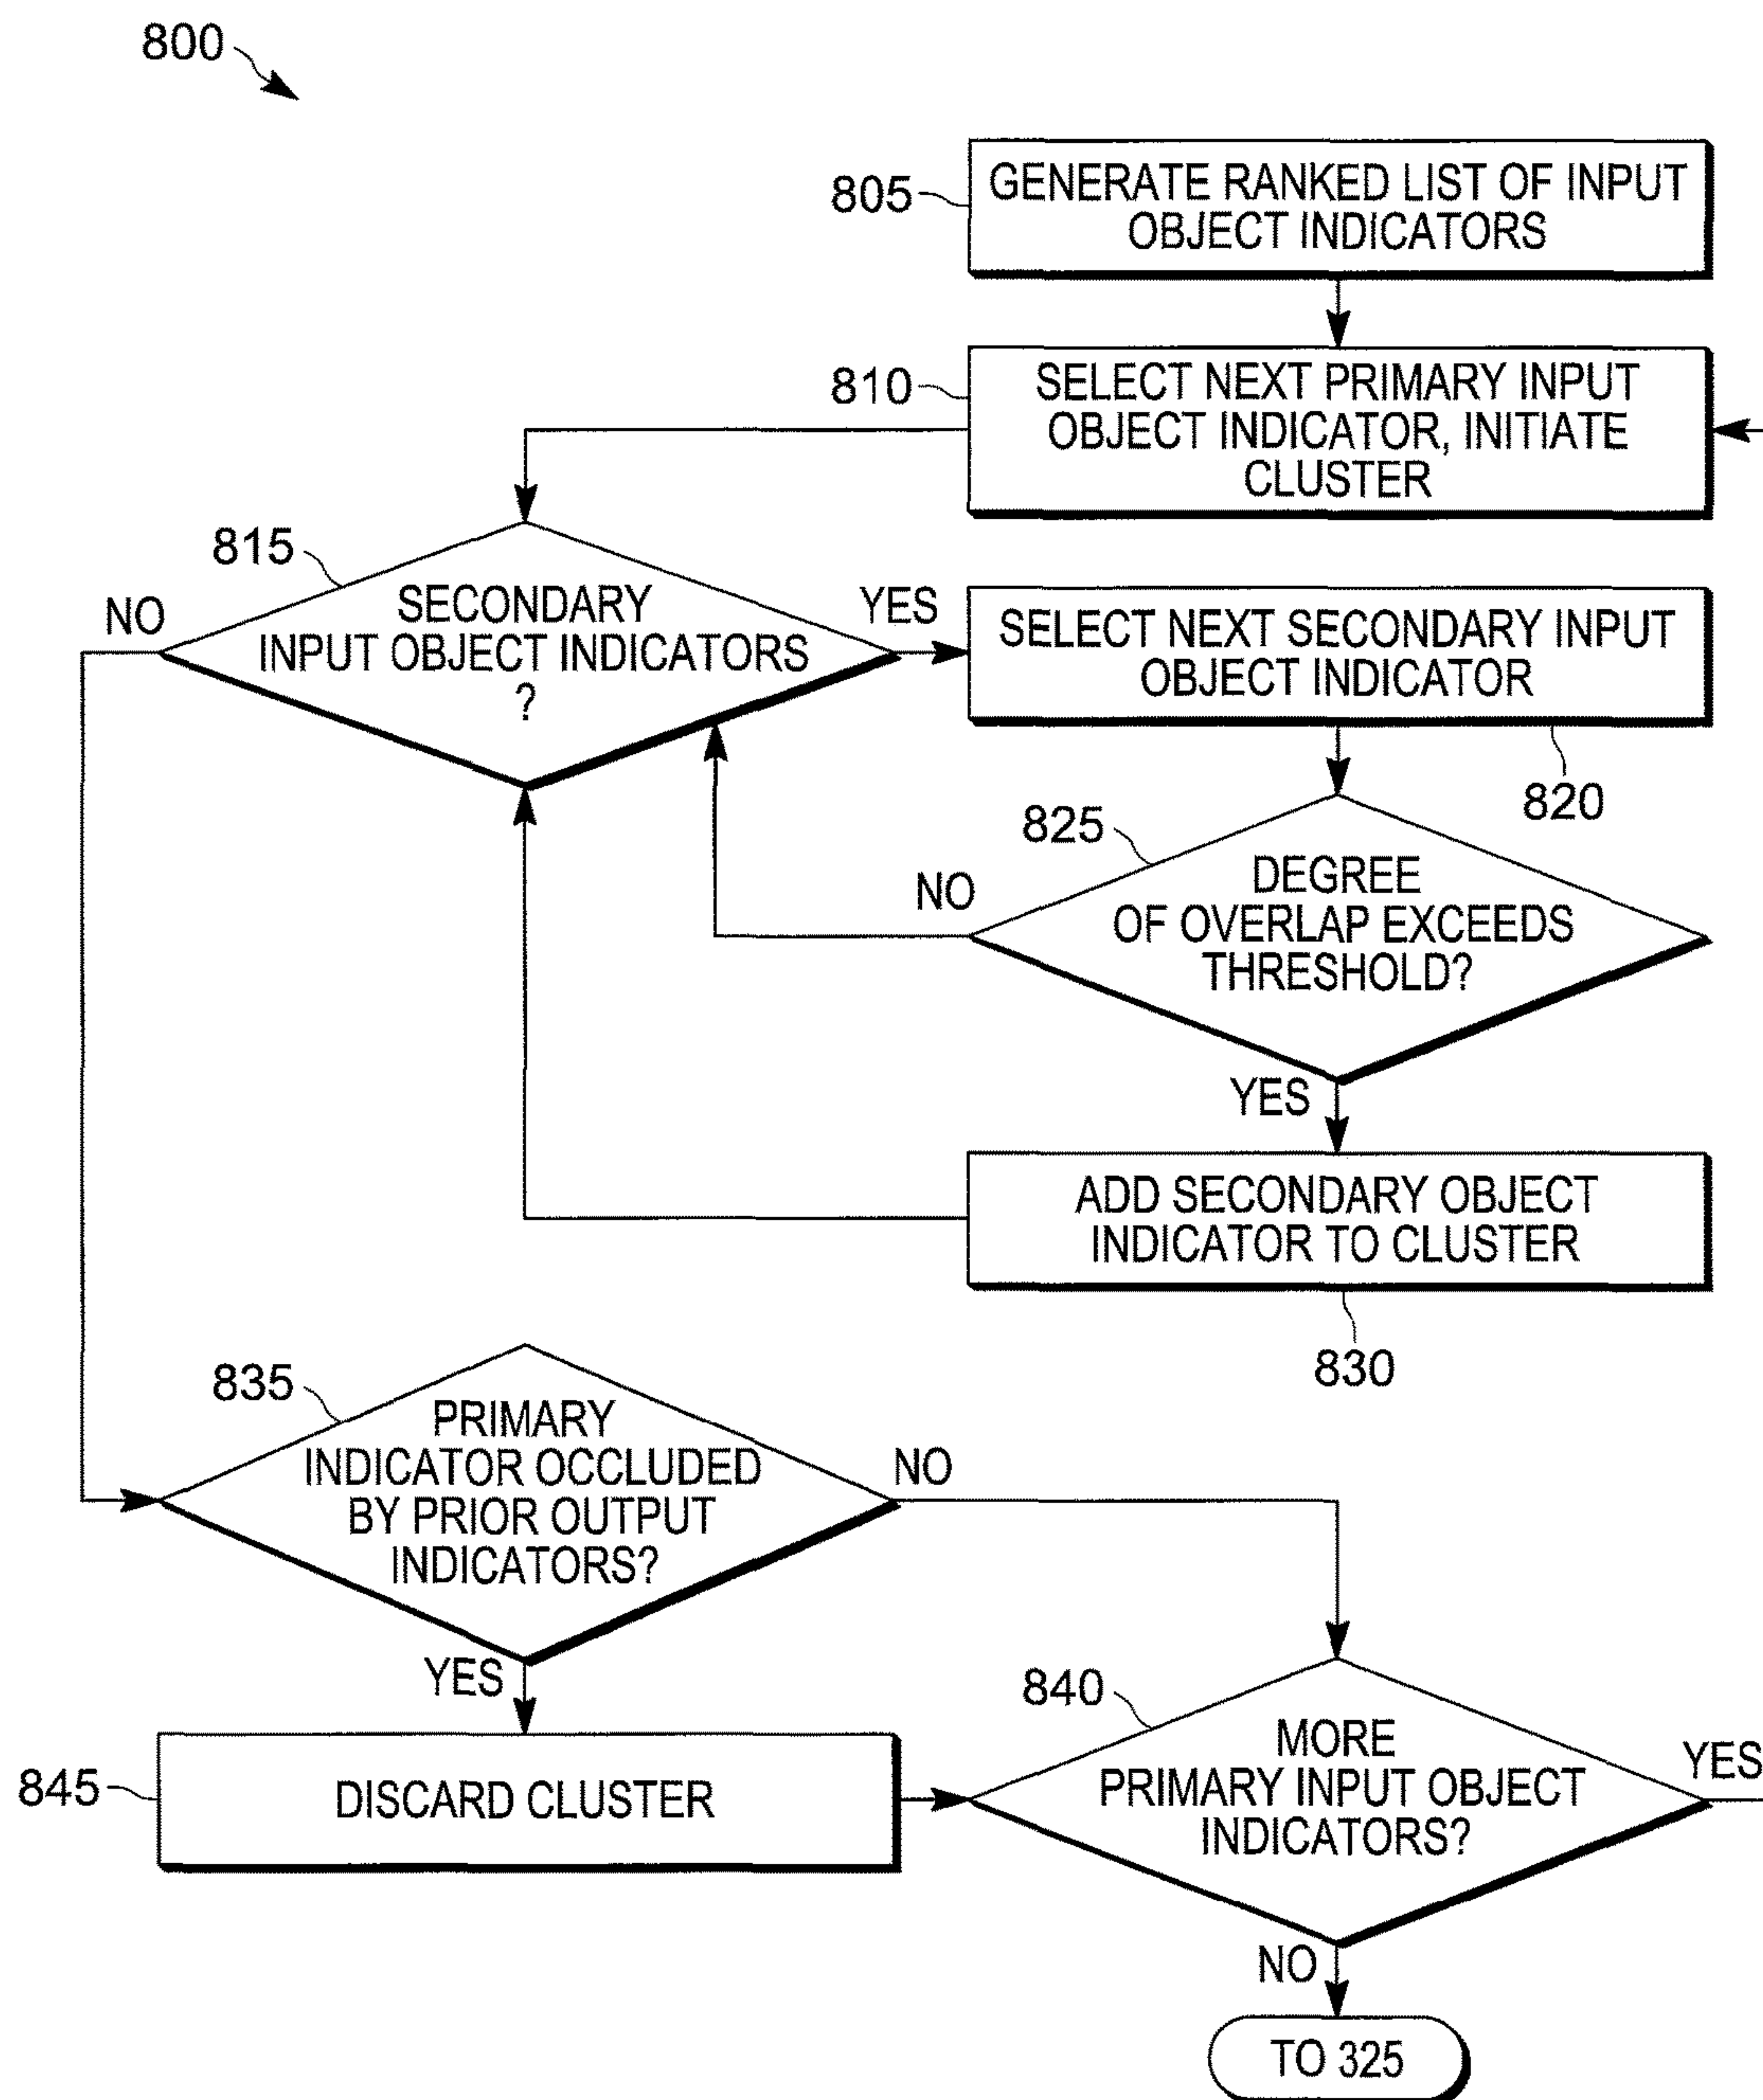 800
805
GENERATE RANKED LIST OF INPUT
OBJECT INDICATORS
810
SELECT NEXT PRIMARY INPUT
OBJECT INDICATOR, INITIATE
CLUSTER
815
SECONDARY
INPUT OBJECT INDICATORS
?
NO
YES
SELECT NEXT SECONDARY INPUT
OBJECT INDICATOR
820
825
DEGREE
OF OVERLAP EXCEEDS
THRESHOLD?
NO
YES
ADD SECONDARY OBJECT
INDICATOR TO CLUSTER
830
835
PRIMARY
INDICATOR OCCLUDED
BY PRIOR OUTPUT
INDICATORS?
NO
YES
845
DISCARD CLUSTER
840
MORE
PRIMARY INPUT OBJECT
INDICATORS?
YES
NO
TO 325